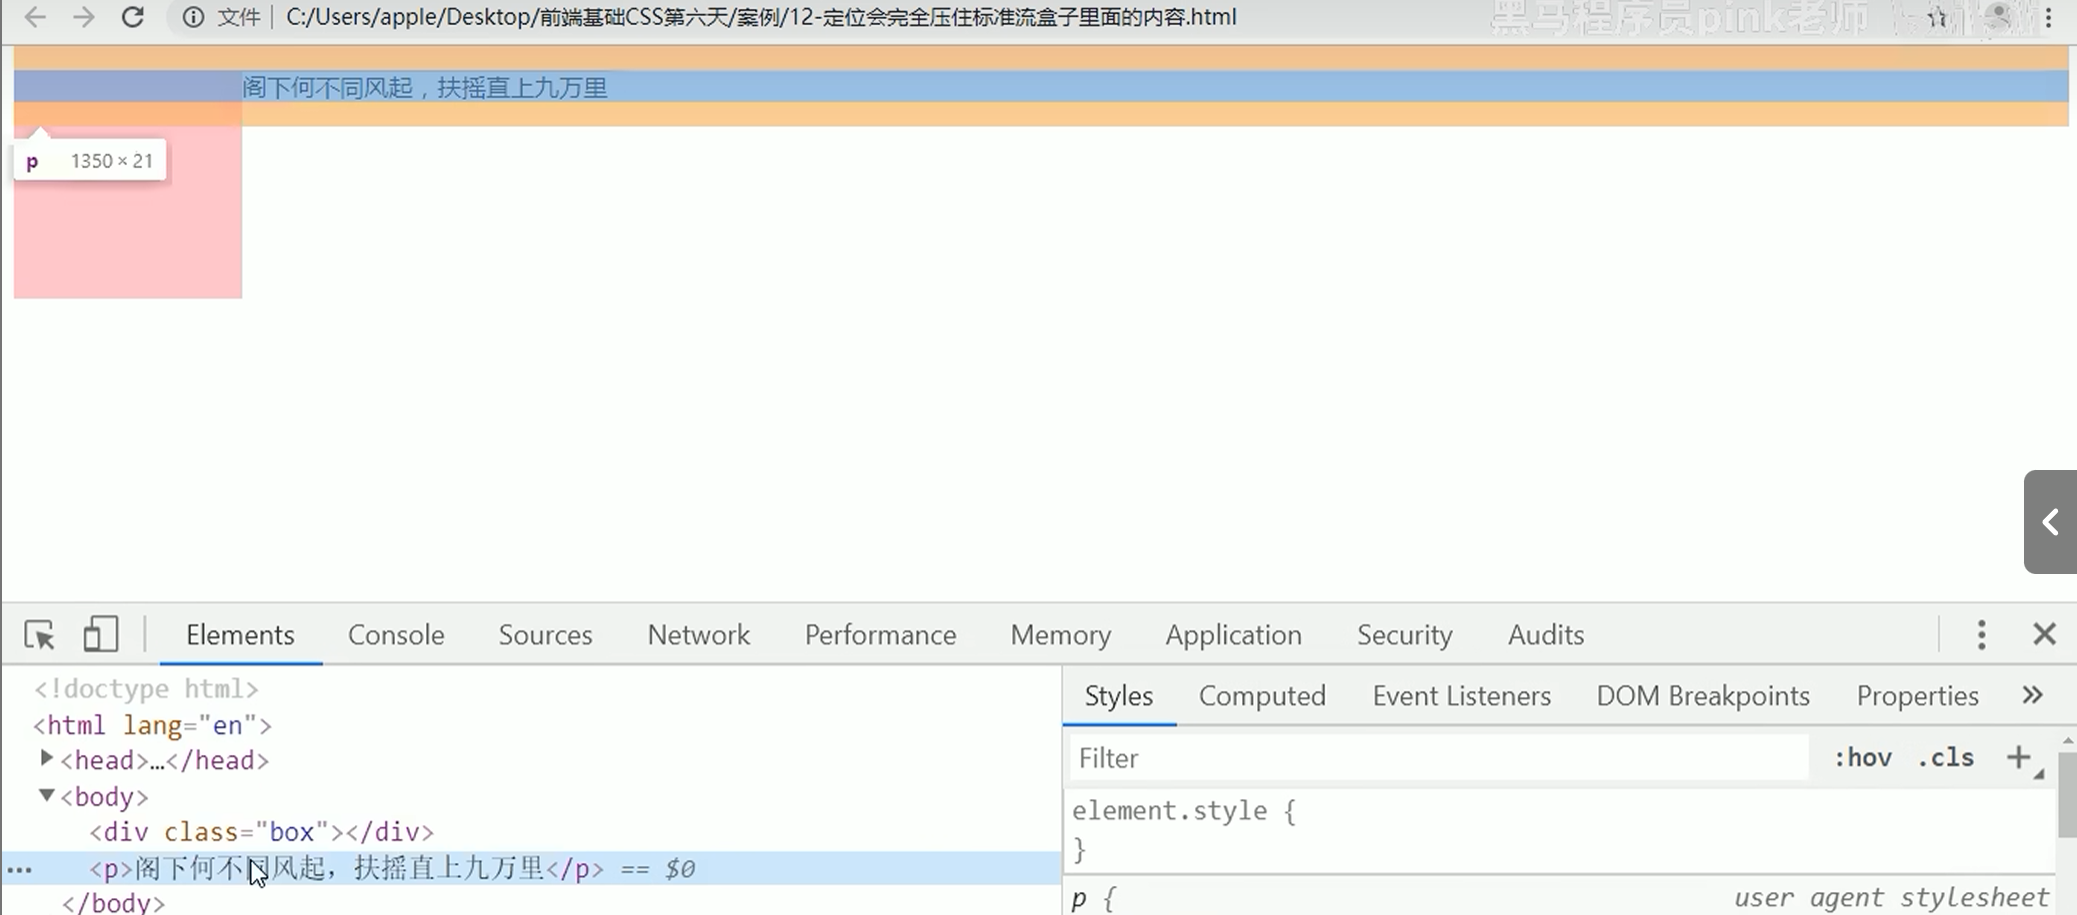 文件 C:/Users/apple/Desktop/前端基础CSS第六天/案例/12-定位会完全压住标准流盒子里面的内容.html
黑马程序员pink老师
阁下何不同风起，扶摇直上九万里
p 1350 × 21
Elements Console Sources Network Performance Memory Application Security Audits
<!doctype html>
<html lang="en">
<head>…</head>
<body>
<div class="box"></div>
<p>阁下何不同风起，扶摇直上九万里</p> == $0
</body>
Styles Computed Event Listeners DOM Breakpoints Properties
Filter :hov .cls
element.style {
}
p { user agent stylesheet